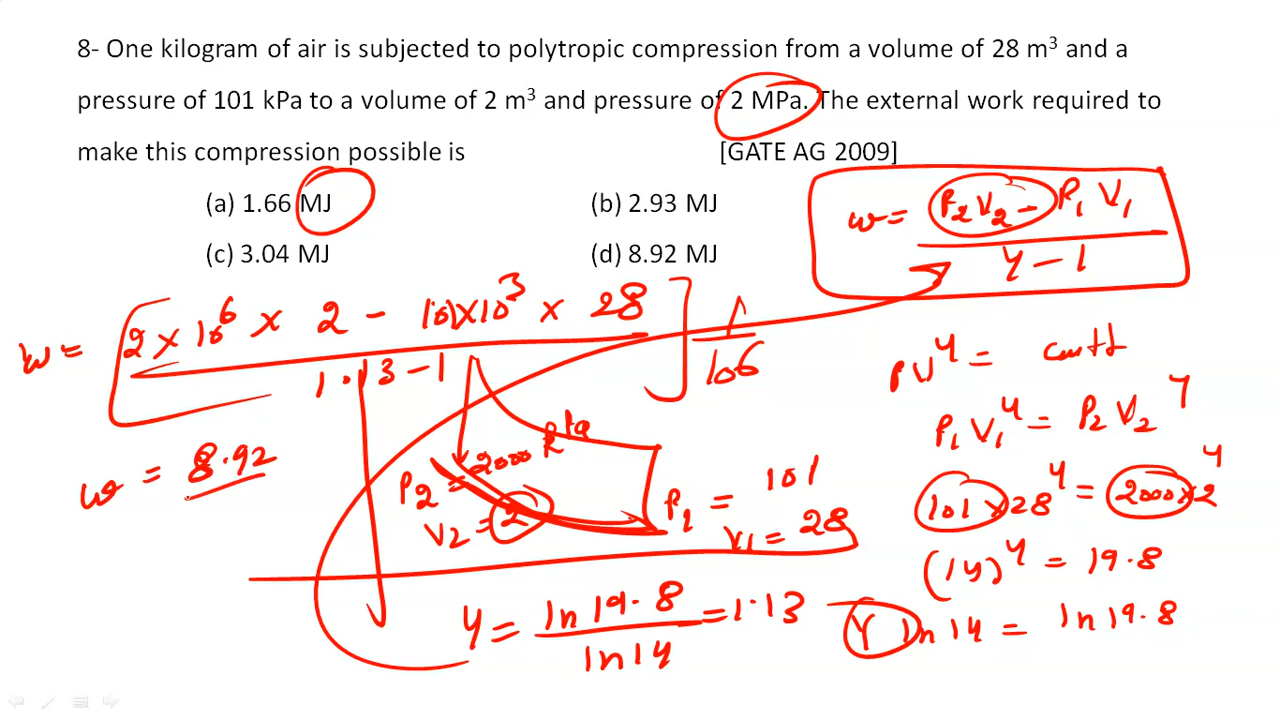 8- One kilogram of air is subjected to polytropic compression from a volume of 28 m³ and a
pressure of 101 kPa to a volume of 2 m³ and pressure of 2 MPa. The external work required to
make this compression possible is [GATE AG 2009]
(a) 1.66 MJ (b) 2.93 MJ
(c) 3.04 MJ (d) 8.92 MJ
w = P₂V₂ - P₁V₁
γ - 1
w = [2 × 10⁶ × 2 - 101×10³ × 28] 1
1.13 - 1 10⁶
w = 8.92
P₂ = 2000 kPa
V₂ = 2
P₁ = 101
V₁ = 28
PV^γ =
P₁V₁^γ = P₂V₂^γ
101 × 28^γ = 2000 × 2^γ
(14)^γ = 19.8
γ ln 14 = ln 19.8
γ = ln 19.8 = 1.13
ln 14